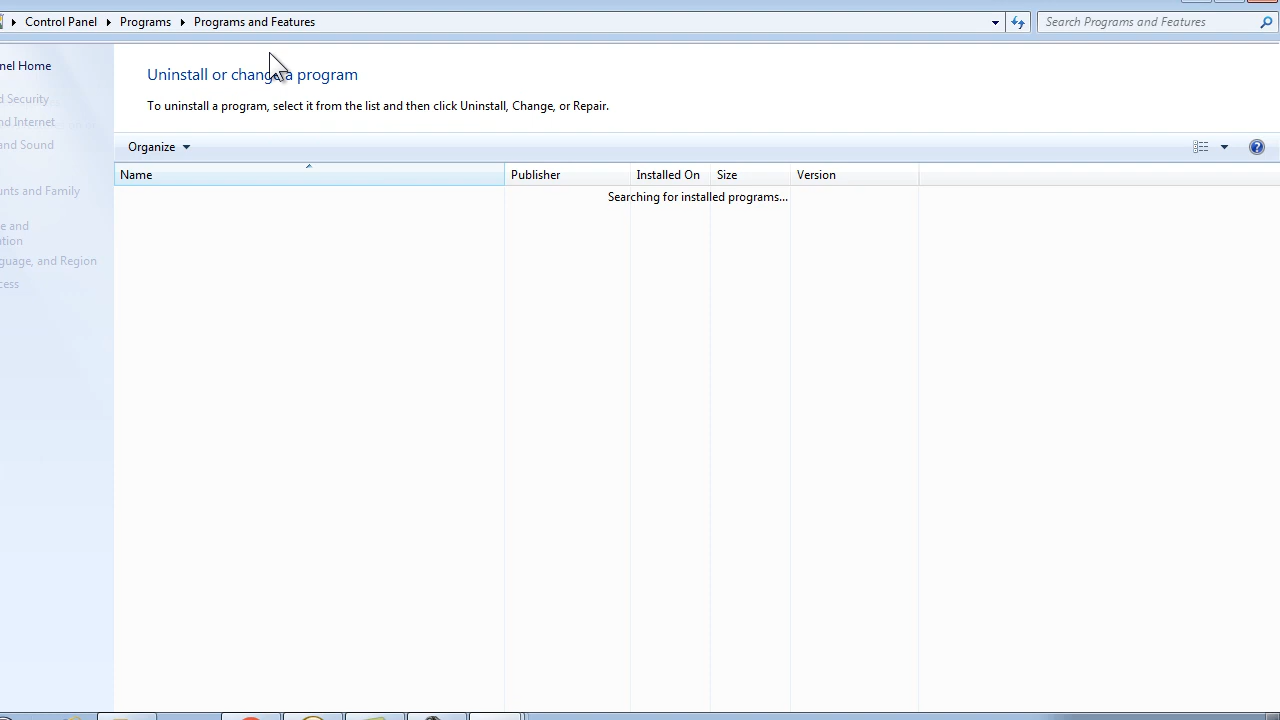 Control Panel Programs Programs and Features
Search Programs and Features
nel Home
d Security
nd Internet
and Sound
unts and Family
e and
ation
guage, and Region
cess
Uninstall or change a program
To uninstall a program, select it from the list and then click Uninstall, Change, or Repair.
Organize
Name Publisher Installed On Size Version
Searching for installed programs...